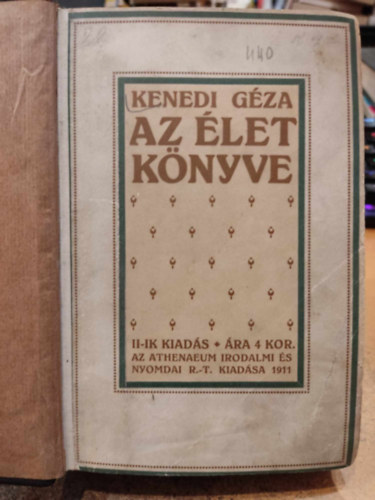 1140
KENEDI GÉZA
AZ ÉLET
KÖNYVE
II-IK KIADÁS ✦ ÁRA 4 KOR.
AZ ATHENAEUM IRODALMI ÉS
NYOMDAI R.-T. KIADÁSA 1911